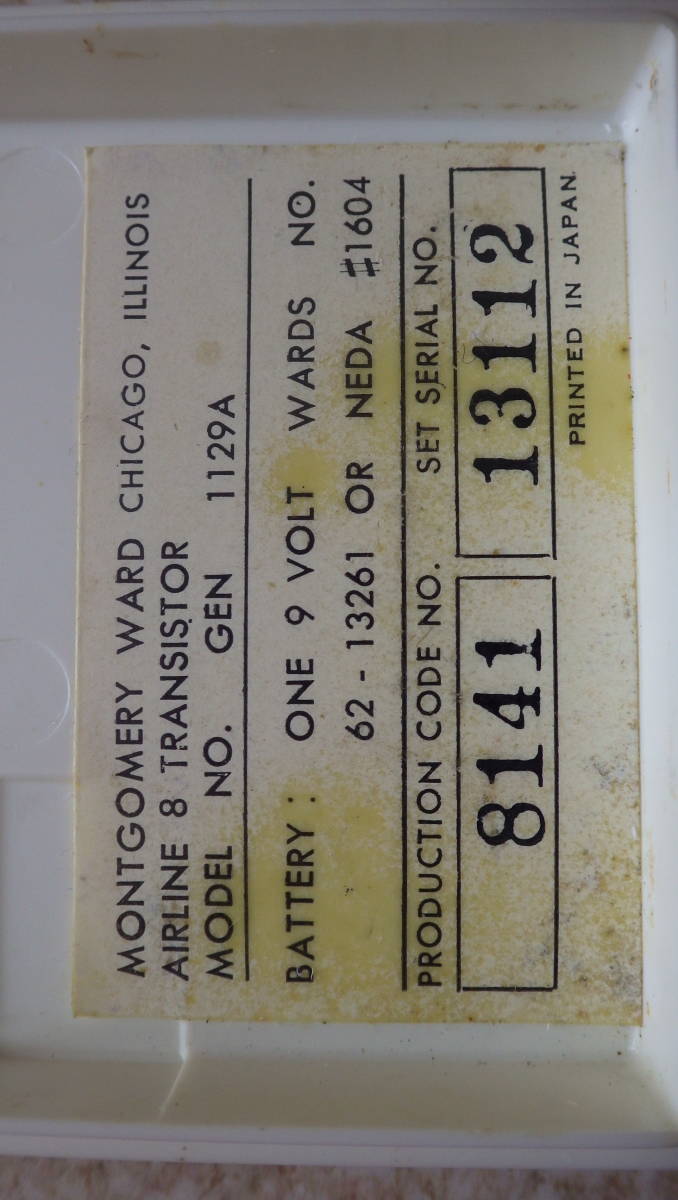 MONTGOMERY WARD CHICAGO, ILLINOIS
AIRLINE 8 TRANSISTOR
MODEL NO. GEN 1129A
BATTERY: ONE 9 VOLT WARDS NO.
62-13261 OR NEDA #1604
PRODUCTION CODE NO. SET SERIAL NO.
8141 13112
PRINTED IN JAPAN